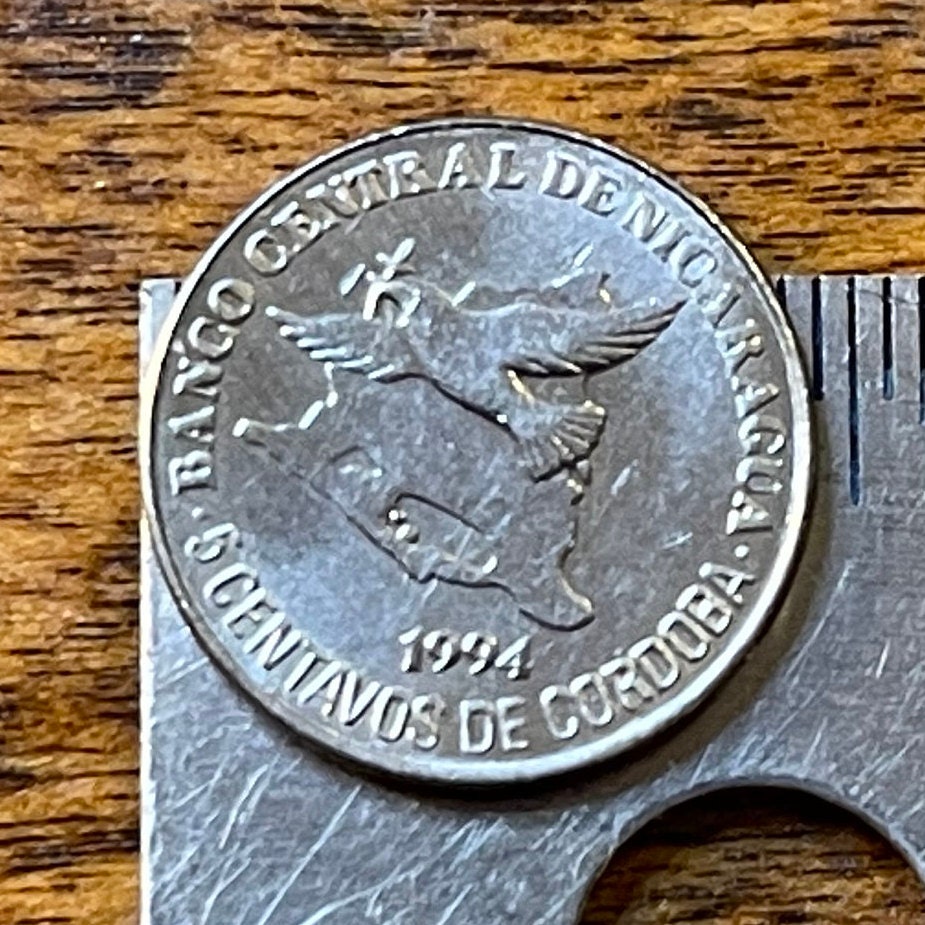 BANCO CENTRAL DE NICARAGUA
1994
5 CENTAVOS DE CORDOBA